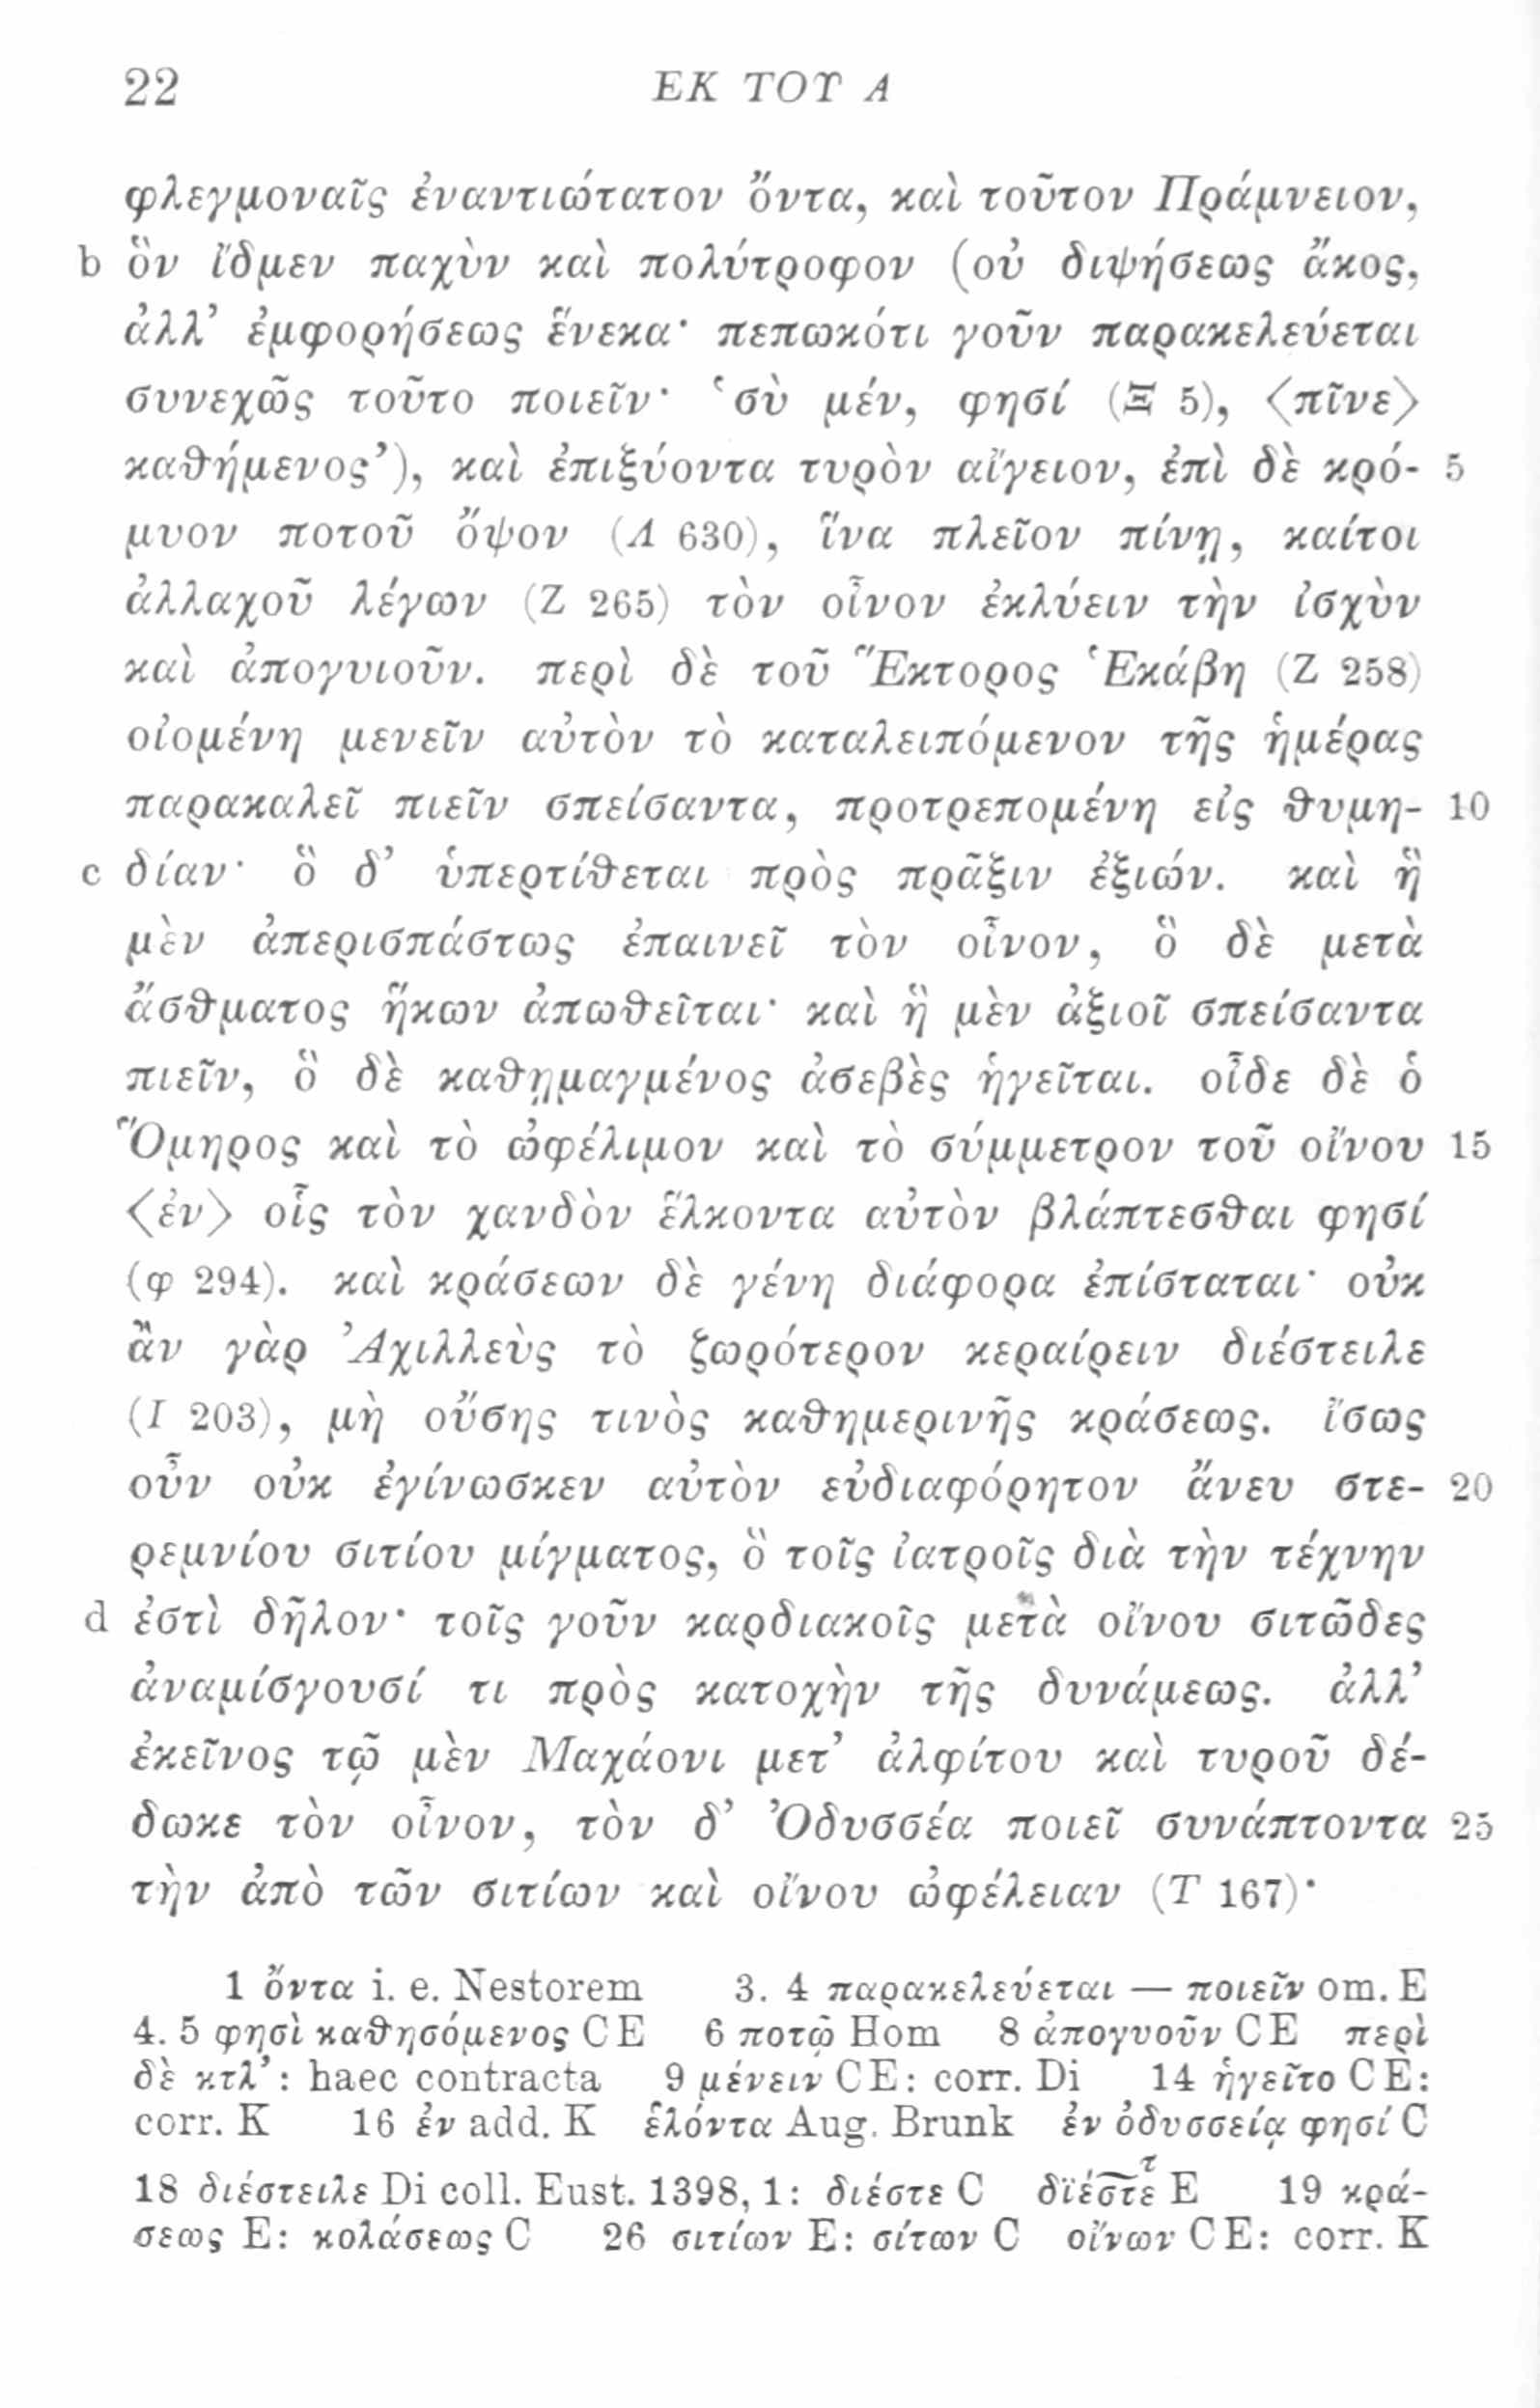 22 ΕΚ ΤΟΥ Α
φλεγμοναῖς ἐναντιώτατον ὄντα, καὶ τοῦτον Πράμνειον,
b ὃν ἴδμεν παχὺν καὶ πολύτροφον (οὐ διψήσεως ἄκος,
ἀλλ’ ἐμφορήσεως ἕνεκα· πεπωκότι γοῦν παρακελεύεται
συνεχῶς τοῦτο ποιεῖν· ‘σὺ μέν, φησί (Ξ 5), 〈πῖνε〉
καθήμενος’), καὶ ἐπιξύοντα τυρὸν αἴγειον, ἐπὶ δὲ κρό- 5
μυον ποτοῦ ὄψον (Λ 630), ἵνα πλεῖον πίνῃ, καίτοι
ἀλλαχοῦ λέγων (Ζ 265) τὸν οἶνον ἐκλύειν τὴν ἰσχὺν
καὶ ἀπογυιοῦν. περὶ δὲ τοῦ Ἕκτορος Ἑκάβη (Ζ 258)
οἰομένη μενεῖν αὐτὸν τὸ καταλειπόμενον τῆς ἡμέρας
παρακαλεῖ πιεῖν σπείσαντα, προτρεπομένη εἰς θυμη- 10
c δίαν· ὃ δ’ ὑπερτίθεται πρὸς πρᾶξιν ἐξιών. καὶ ἣ
μὲν ἀπερισπάστως ἐπαινεῖ τὸν οἶνον, ὃ δὲ μετὰ
ἄσθματος ἥκων ἀπωθεῖται· καὶ ἣ μὲν ἀξιοῖ σπείσαντα
πιεῖν, ὃ δὲ καθῃμαγμένος ἀσεβὲς ἡγεῖται. οἶδε δὲ ὁ
Ὅμηρος καὶ τὸ ὠφέλιμον καὶ τὸ σύμμετρον τοῦ οἴνου 15
〈ἐν〉 οἷς τὸν χανδὸν ἕλκοντα αὐτὸν βλάπτεσθαι φησί
(φ 294). καὶ κράσεων δὲ γένη διάφορα ἐπίσταται· οὐκ
ἂν γὰρ Ἀχιλλεὺς τὸ ζωρότερον κεραίρειν διέστειλε
(Ι 203), μὴ οὔσης τινὸς καθημερινῆς κράσεως. ἴσως
οὖν οὐκ ἐγίνωσκεν αὐτὸν εὐδιαφόρητον ἄνευ στε- 20
ρεμνίου σιτίου μίγματος, ὃ τοῖς ἰατροῖς διὰ τὴν τέχνην
d ἐστὶ δῆλον· τοῖς γοῦν καρδιακοῖς μετὰ οἴνου σιτῶδες
ἀναμίσγουσί τι πρὸς κατοχὴν τῆς δυνάμεως. ἀλλ’
ἐκεῖνος τῷ μὲν Μαχάονι μετ’ ἀλφίτου καὶ τυροῦ δέ-
δωκε τὸν οἶνον, τὸν δ’ Ὀδυσσέα ποιεῖ συνάπτοντα 25
τὴν ἀπὸ τῶν σιτίων καὶ οἴνου ὠφέλειαν (Τ 167)·
1 ὄντα i. e. Nestorem 3. 4 παρακελεύεται — ποιεῖν om. E
4. 5 φησὶ καθησόμενος CE 6 ποτῷ Hom 8 ἀπογυοῦν CE περὶ
δὲ κτλ’: haec contracta 9 μένειν CE: corr. Di 14 ἡγεῖτο CE:
corr. K 16 ἐν add. K ἑλόντα Aug. Brunk ἐν ὀδυσσείᾳ φησί C
18 διέστειλε Di coll. Eust. 1398, 1: διέστε C δϊέστε^τ E 19 κρά-
σεως E: κολάσεως C 26 σιτίων E: σίτων C οἴνων CE: corr. K